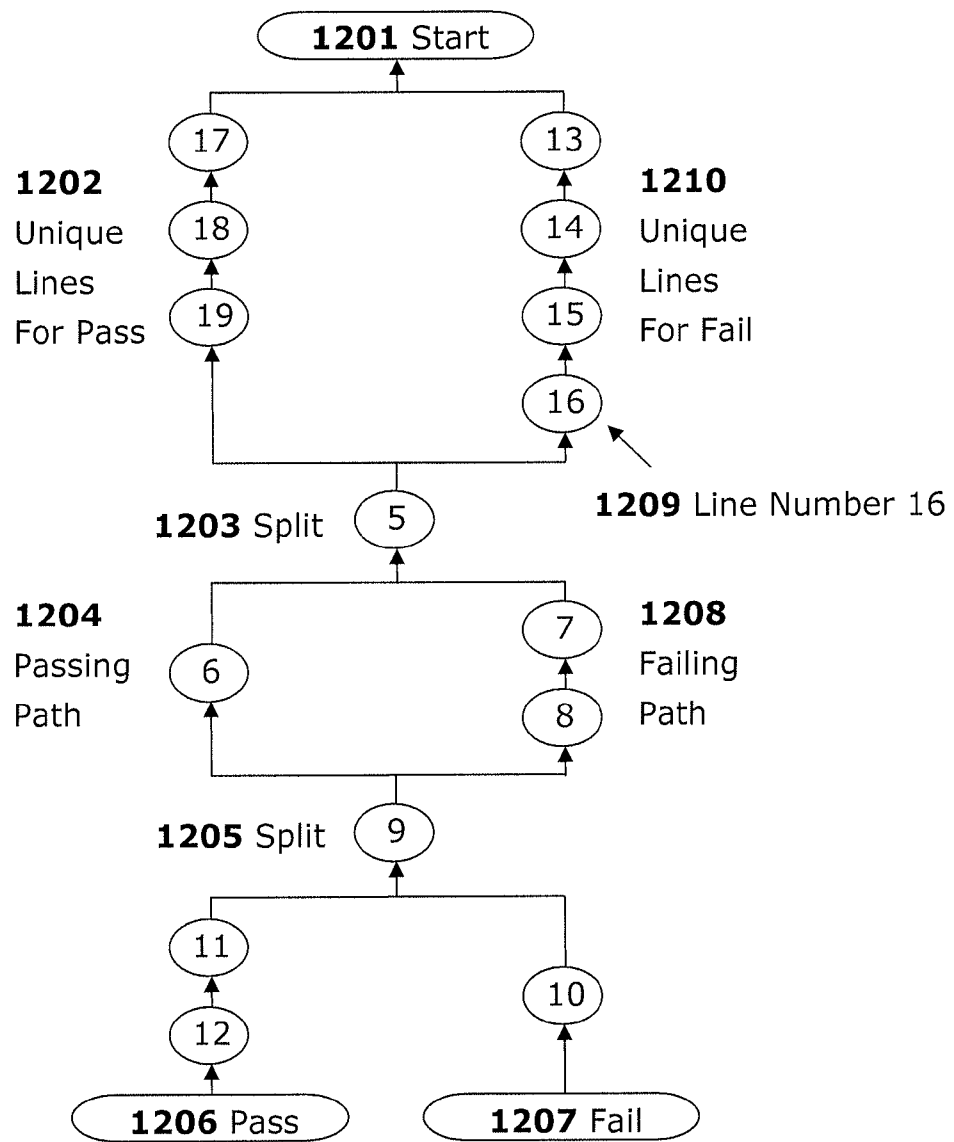 1201 Start
17
13
1202
Unique
Lines
For Pass
18
19
14
15
16
1210
Unique
Lines
For Fail
1209 Line Number 16
1203 Split
5
1204
Passing
Path
6
7
8
1208
Failing
Path
1205 Split
9
11
12
10
1206 Pass
1207 Fail